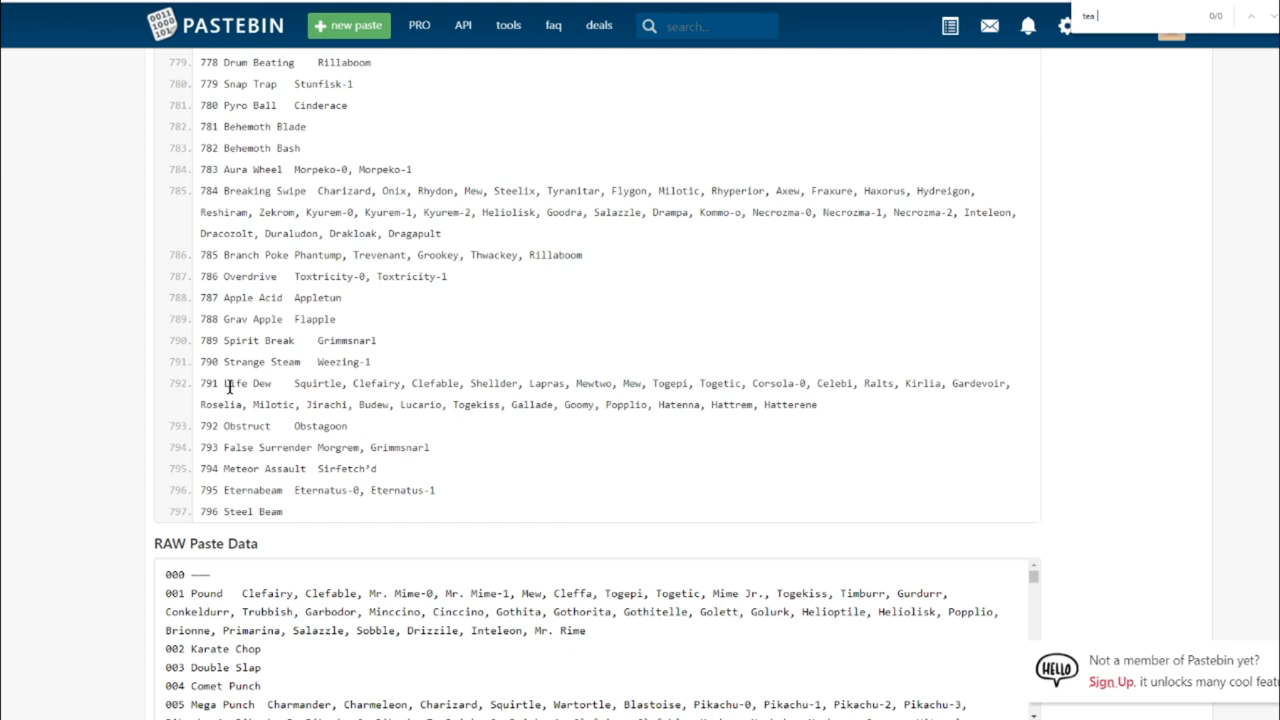 0011 1000 101 PASTEBIN + new paste PRO API tools faq deals search... tea 0/0
779. 778 Drum Beating Rillaboom
780. 779 Snap Trap Stunfisk-1
781. 780 Pyro Ball Cinderace
782. 781 Behemoth Blade
783. 782 Behemoth Bash
784. 783 Aura Wheel Morpeko-0, Morpeko-1
785. 784 Breaking Swipe Charizard, Onix, Rhydon, Mew, Steelix, Tyranitar, Flygon, Milotic, Rhyperior, Axew, Fraxure, Haxorus, Hydreigon,
Reshiram, Zekrom, Kyurem-0, Kyurem-1, Kyurem-2, Heliolisk, Goodra, Salazzle, Drampa, Kommo-o, Necrozma-0, Necrozma-1, Necrozma-2, Inteleon,
Dracozolt, Duraludon, Drakloak, Dragapult
786. 785 Branch Poke Phantump, Trevenant, Grookey, Thwackey, Rillaboom
787. 786 Overdrive Toxtricity-0, Toxtricity-1
788. 787 Apple Acid Appletun
789. 788 Grav Apple Flapple
790. 789 Spirit Break Grimmsnarl
791. 790 Strange Steam Weezing-1
792. 791 Life Dew Squirtle, Clefairy, Clefable, Shellder, Lapras, Mewtwo, Mew, Togepi, Togetic, Corsola-0, Celebi, Ralts, Kirlia, Gardevoir,
Roselia, Milotic, Jirachi, Budew, Lucario, Togekiss, Gallade, Goomy, Popplio, Hatenna, Hattrem, Hatterene
793. 792 Obstruct Obstagoon
794. 793 False Surrender Morgrem, Grimmsnarl
795. 794 Meteor Assault Sirfetch’d
796. 795 Eternabeam Eternatus-0, Eternatus-1
797. 796 Steel Beam
RAW Paste Data
000 ———
001 Pound Clefairy, Clefable, Mr. Mime-0, Mr. Mime-1, Mew, Cleffa, Togepi, Togetic, Mime Jr., Togekiss, Timburr, Gurdurr,
Conkeldurr, Trubbish, Garbodor, Minccino, Cinccino, Gothita, Gothorita, Gothitelle, Golett, Golurk, Helioptile, Heliolisk, Popplio,
Brionne, Primarina, Salazzle, Sobble, Drizzile, Inteleon, Mr. Rime
002 Karate Chop
003 Double Slap
004 Comet Punch
005 Mega Punch Charmander, Charmeleon, Charizard, Squirtle, Wartortle, Blastoise, Pikachu-0, Pikachu-1, Pikachu-2, Pikachu-3,
HELLO
Not a member of Pastebin yet?
Sign Up, it unlocks many cool feat